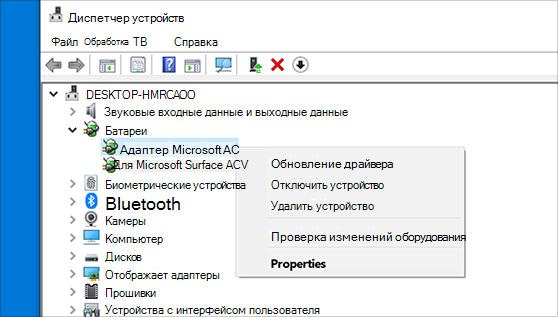 Диспетчер устройств
Файл Обработка ТВ Справка
DESKTOP-HMRCAOO
Звуковые входные данные и выходные данные
Батареи
Адаптер Microsoft AC
Для Microsoft Surface ACV
Биометрические устройства
Bluetooth
Камеры
Компьютер
Дисков
Отображает адаптеры
Прошивки
Устройства с интерфейсом пользователя
Обновление драйвера
Отключить устройство
Удалить устройство
Проверка изменений оборудования
Properties